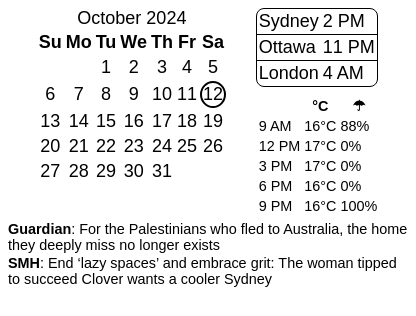 October 2024
Su Mo Tu We Th Fr Sa
1 2 3 4 5
6 7 8 9 10 11 12
13 14 15 16 17 18 19
20 21 22 23 24 25 26
27 28 29 30 31
Sydney 2 PM
Ottawa 11 PM
London 4 AM
°C ☂
9 AM 16°C 88%
12 PM 17°C 0%
3 PM 17°C 0%
6 PM 16°C 0%
9 PM 16°C 100%
Guardian: For the Palestinians who fled to Australia, the home
they deeply miss no longer exists
SMH: End ‘lazy spaces’ and embrace grit: The woman tipped
to succeed Clover wants a cooler Sydney